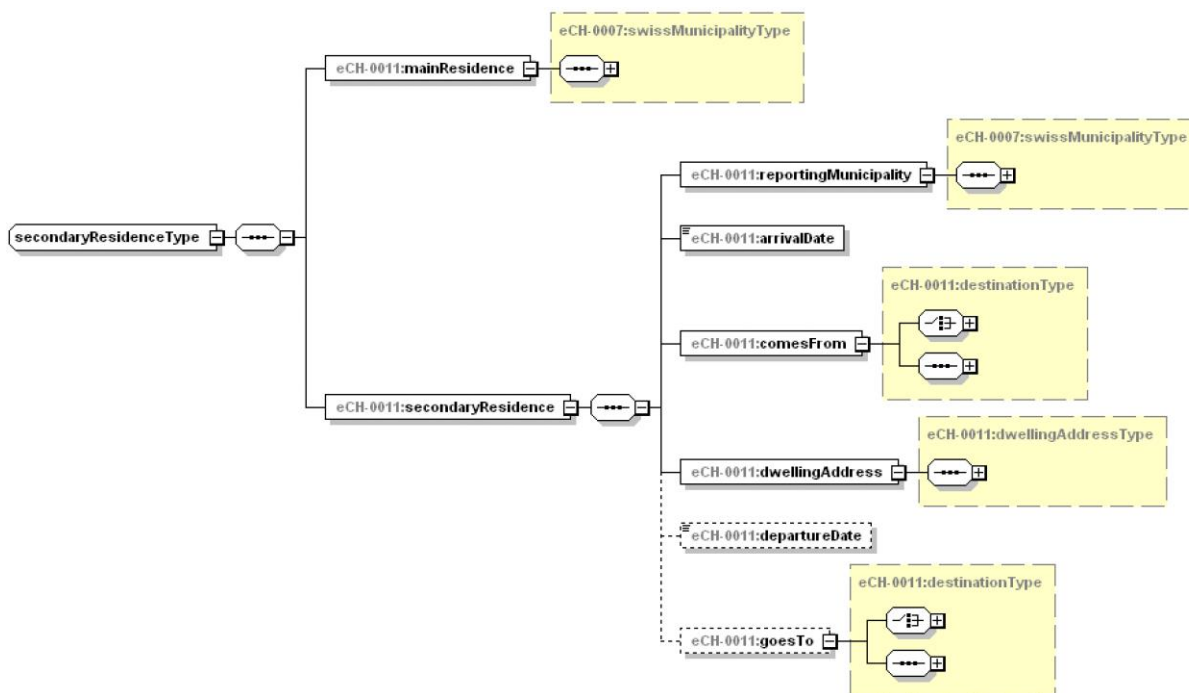 eCH-0007:swissMunicipalityType
eCH-0011:mainResidence
eCH-0007:swissMunicipalityType
eCH-0011:reportingMunicipality
secondaryResidenceType
eCH-0011:arrivalDate
eCH-0011:destinationType
eCH-0011:comesFrom
eCH-0011:secondaryResidence
eCH-0011:dwellingAddressType
eCH-0011:dwellingAddress
eCH-0011:departureDate
eCH-0011:destinationType
eCH-0011:goesTo